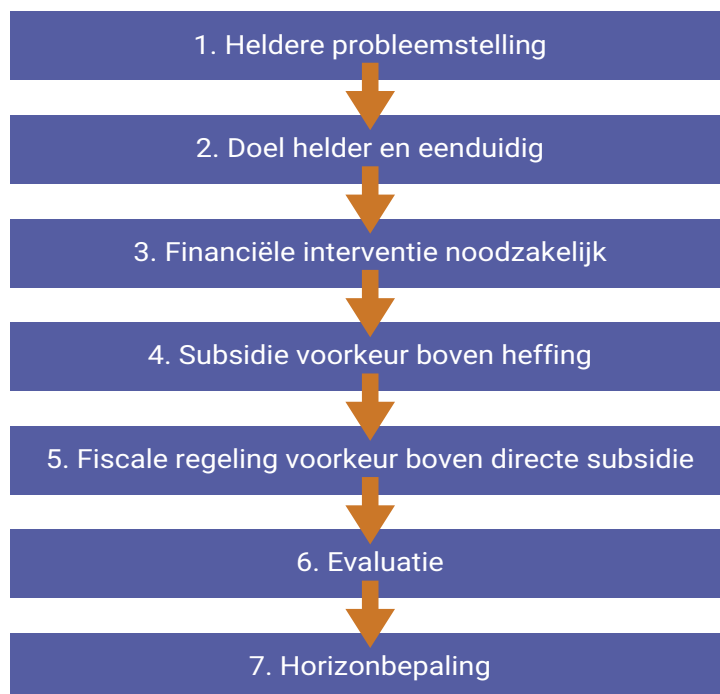 1. Heldere probleemstelling
2. Doel helder en eenduidig
3. Financiële interventie noodzakelijk
4. Subsidie voorkeur boven heffing
5. Fiscale regeling voorkeur boven directe subsidie
6. Evaluatie
7. Horizonbepaling